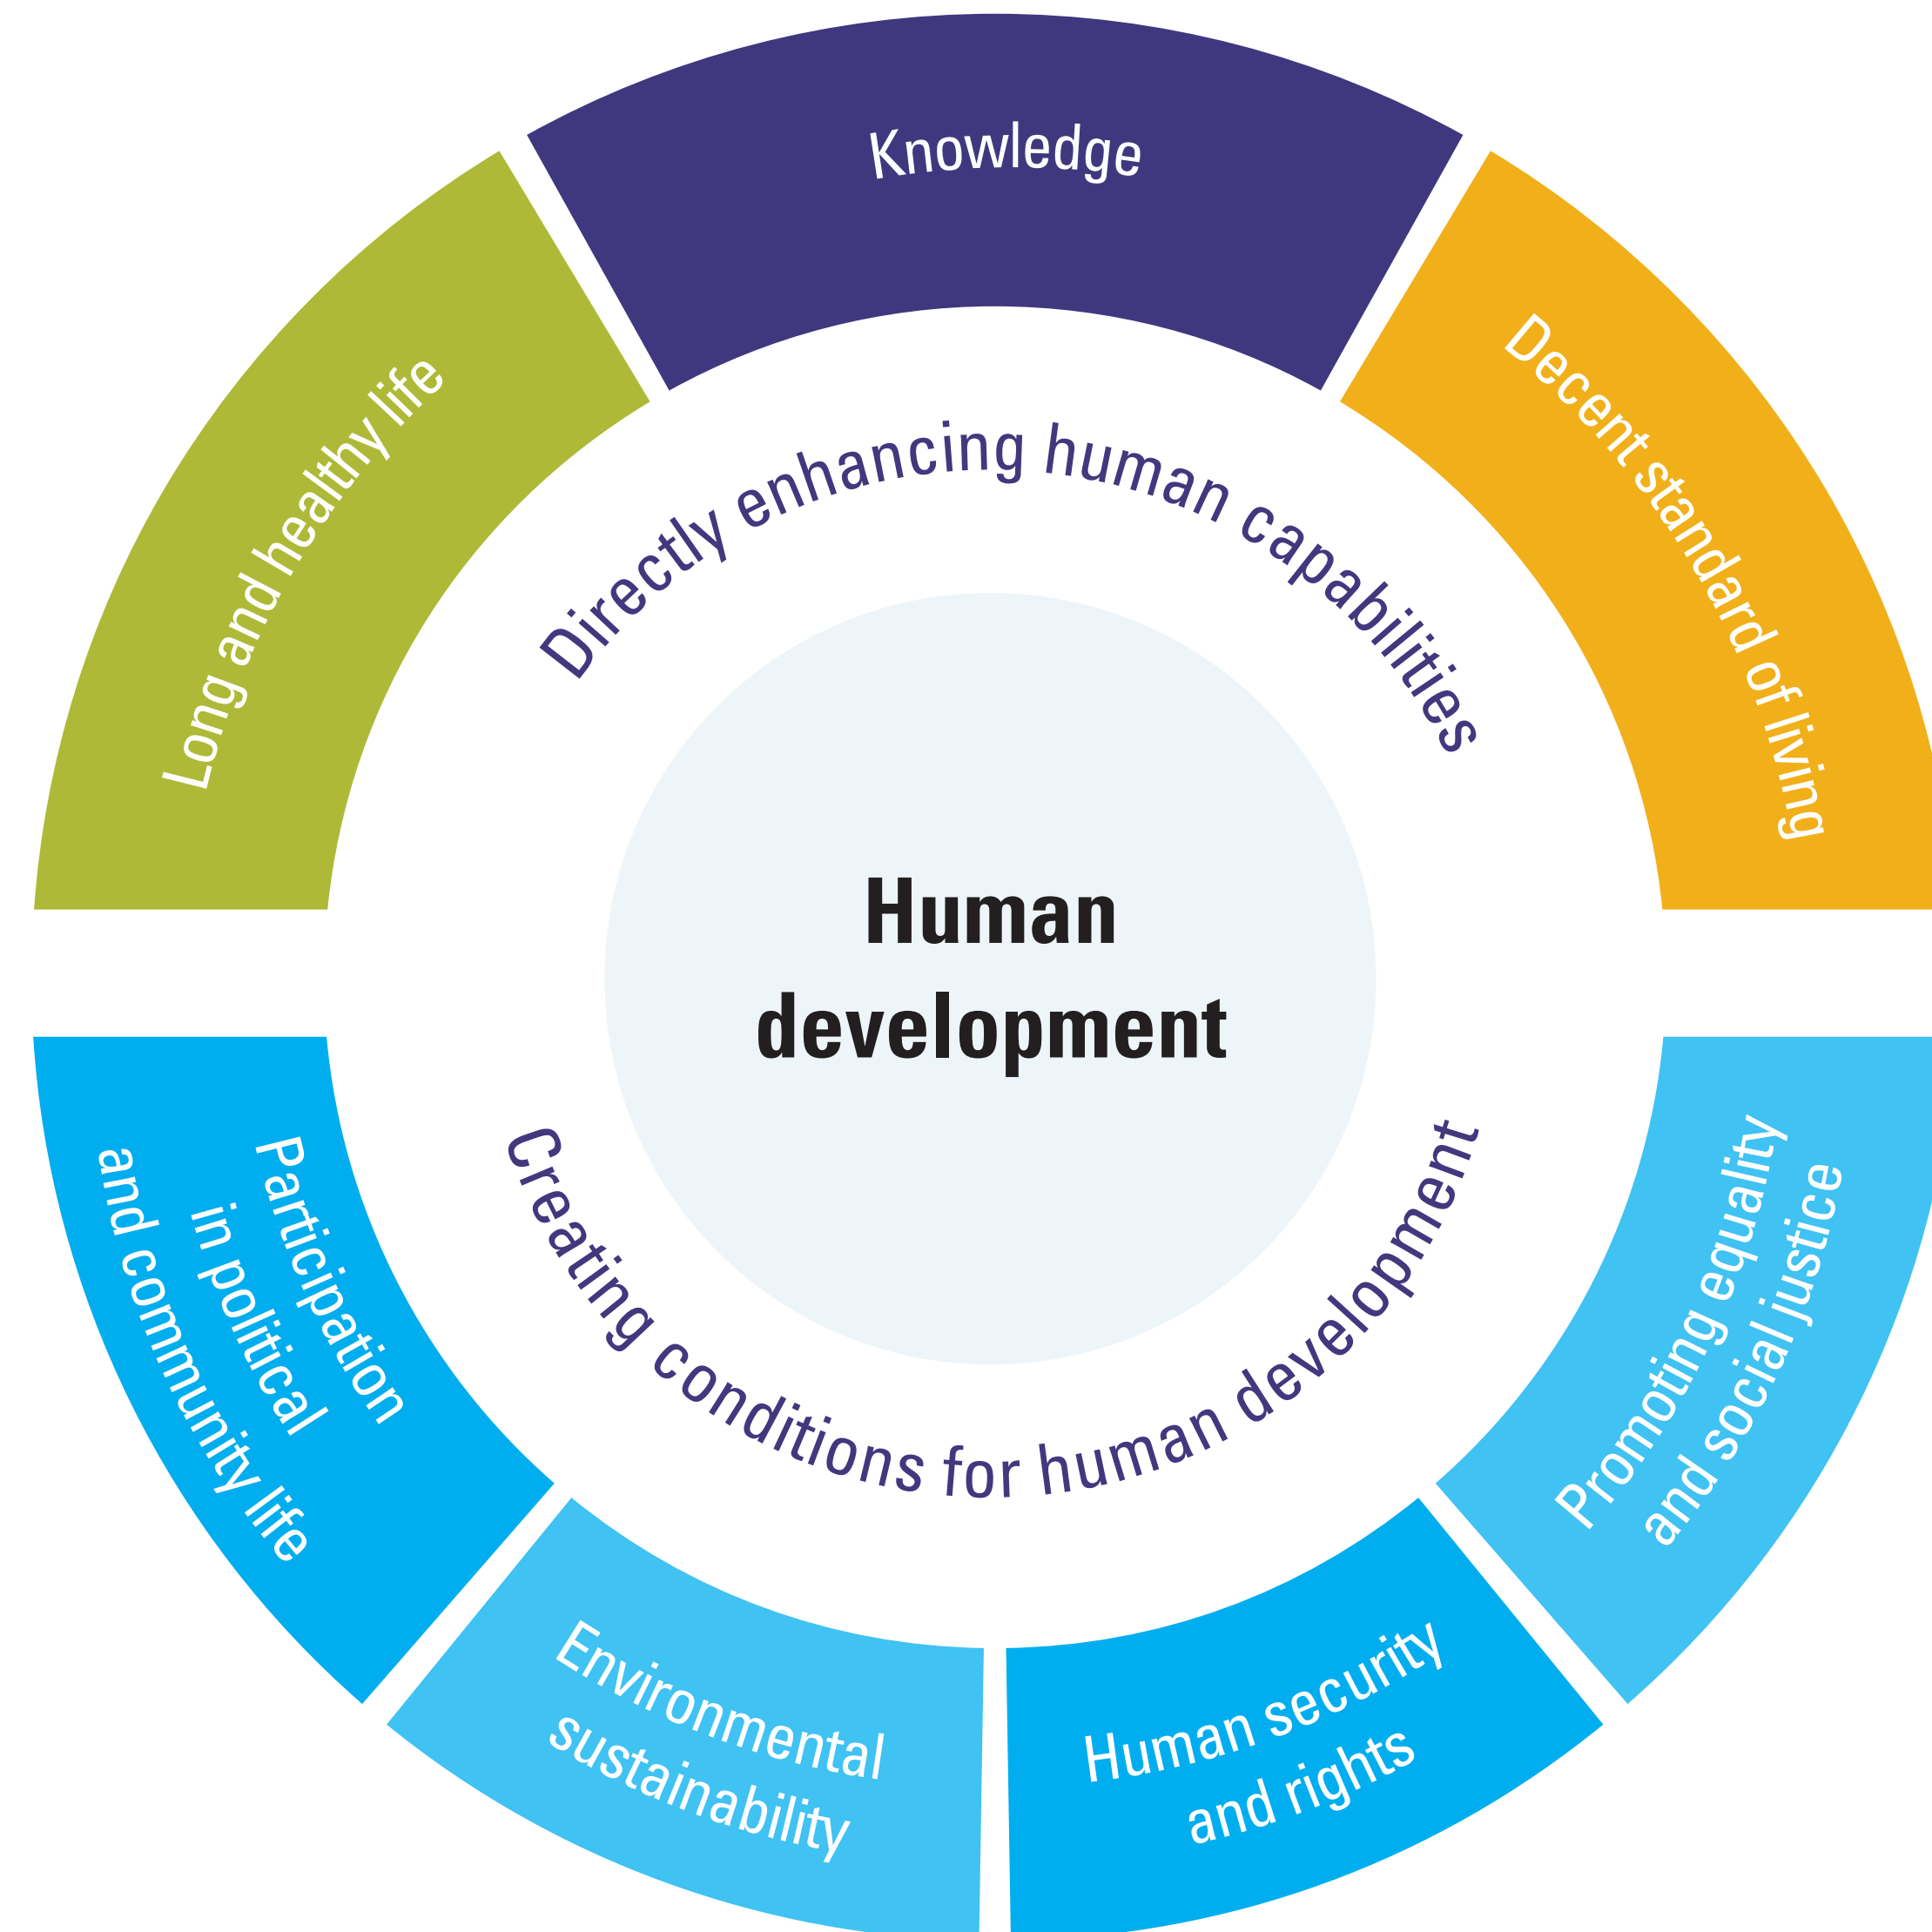 Knowledge
Long and healthy life
Decent standard of living
Directly enhancing human capabilities
Human
development
Creating conditions for human development
Participation
in political
and community life
Environmental
sustainability
Human security
and rights
Promoting equality
and social justice